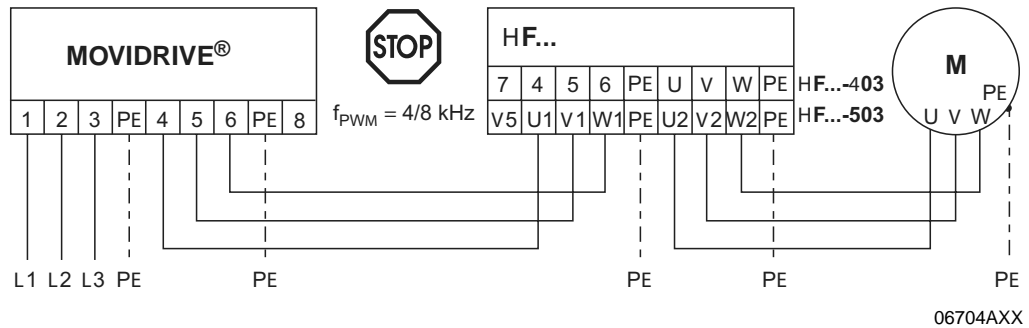 MOVIDRIVE®
1 2 3 PE 4 5 6 PE 8
STOP
fPWM = 4/8 kHz
HF...
7 4 5 6 PE U V W PE HF...-403
V5 U1 V1 W1 PE U2 V2 W2 PE HF...-503
M
PE
U V W
L1 L2 L3 PE PE PE PE PE
06704AXX